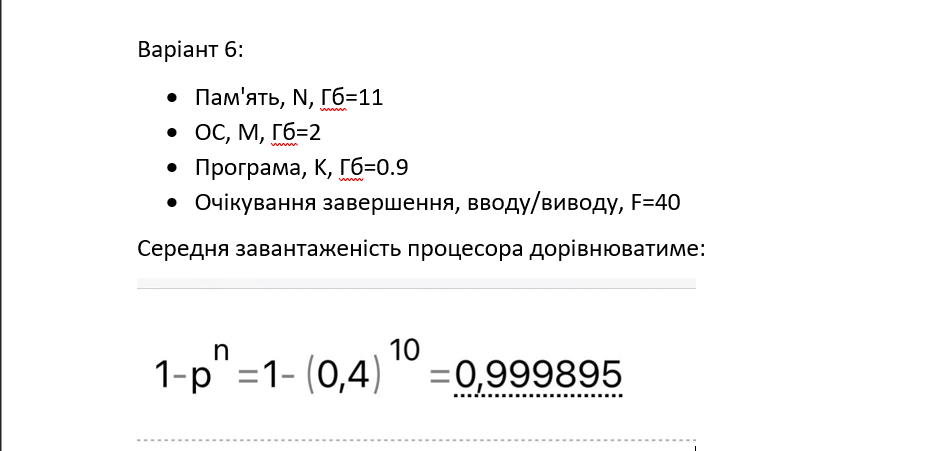 Варіант 6:
• Пам'ять, N, Гб=11
• ОС, M, Гб=2
• Програма, K, Гб=0.9
• Очікування завершення, вводу/виводу, F=40
Середня завантаженість процесора дорівнюватиме:
1-pⁿ=1-(0,4)¹⁰=0,999895